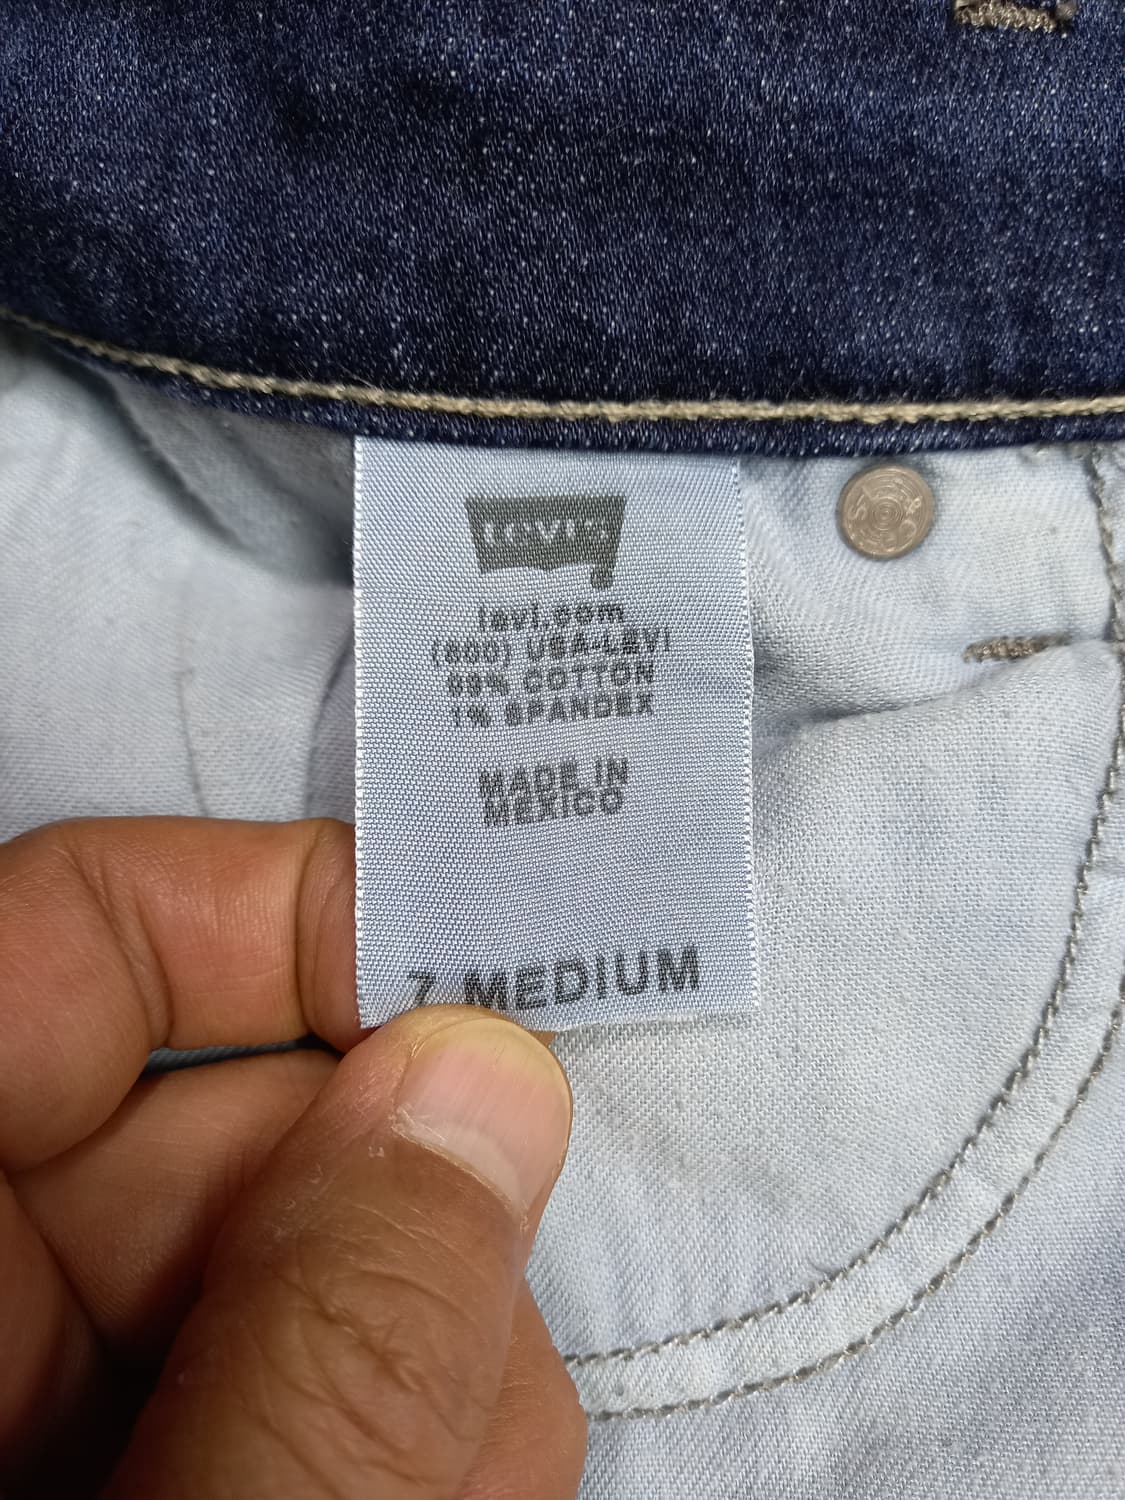 Levi's
levi.com
(800) USA-LEVI
99% COTTON
1% SPANDEX
MADE IN
MEXICO
7 MEDIUM